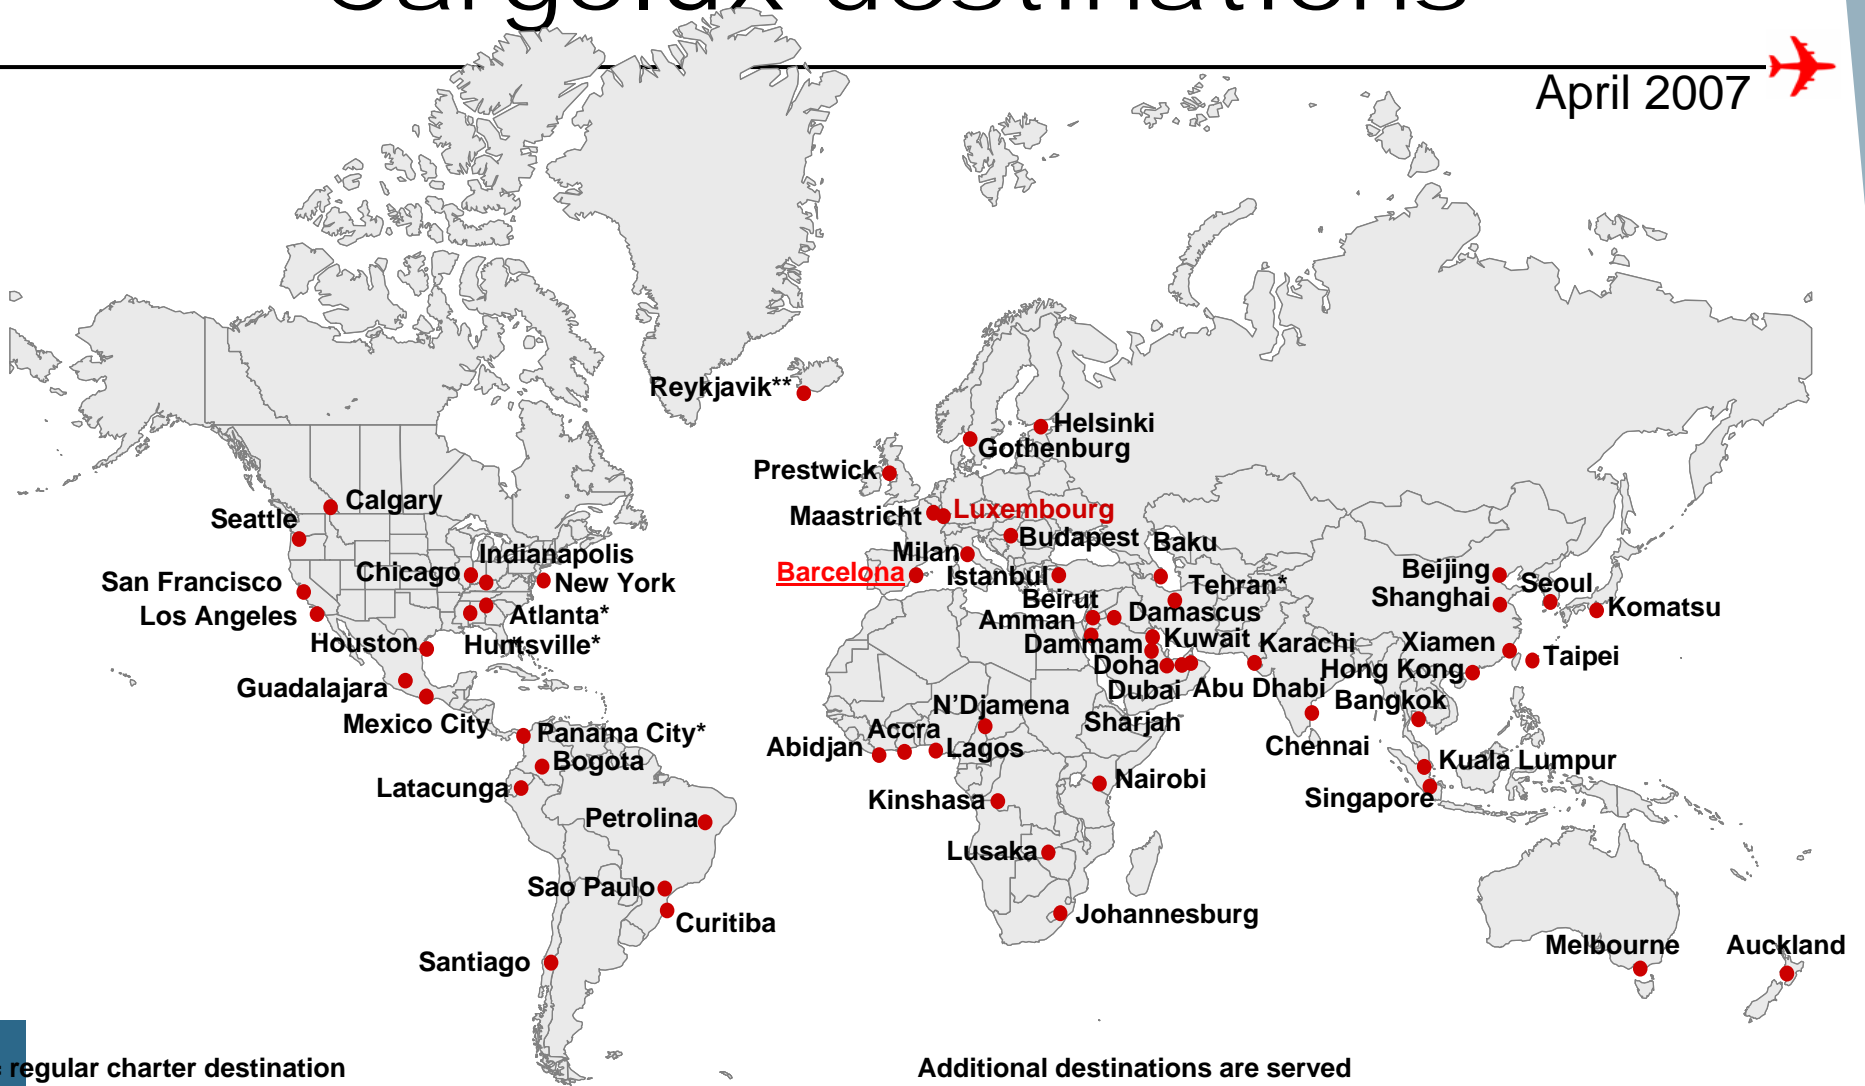 Cargolux destinations
April 2007
Reykjavik**
Helsinki
Gothenburg
Prestwick
Calgary
Seattle
Maastricht
Luxembourg
Budapest
Baku
Milan
Indianapolis
Chicago
Barcelona
Istanbul
Beijing
San Francisco
New York
Tehran*
Seoul
Shanghai
Beirut
Komatsu
Los Angeles
Atlanta*
Amman
Damascus
Houston
Huntsville*
Dammam
Kuwait
Karachi
Xiamen
Taipei
Doha
Hong Kong
Guadalajara
Dubai
Abu Dhabi
Bangkok
N'Djamena
Mexico City
Sharjah
Panama City*
Accra
Abidjan
Lagos
Chennai
Bogota
Kuala Lumpur
Latacunga
Nairobi
Kinshasa
Singapore
Petrolina
Lusaka
Sao Paulo
Johannesburg
Curitiba
Melbourne
Auckland
Santiago
regular charter destination
Additional destinations are served